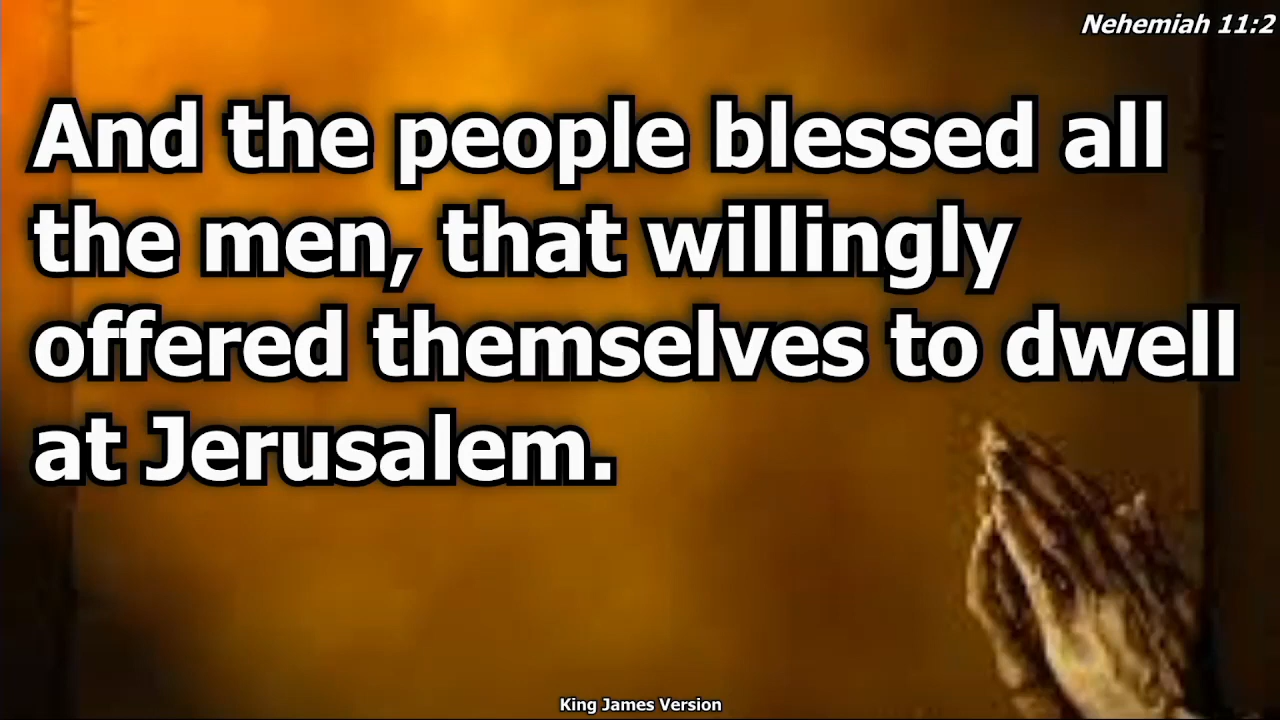 Nehemiah 11:2
And the people blessed all
the men, that willingly
offered themselves to dwell
at Jerusalem.
King James Version